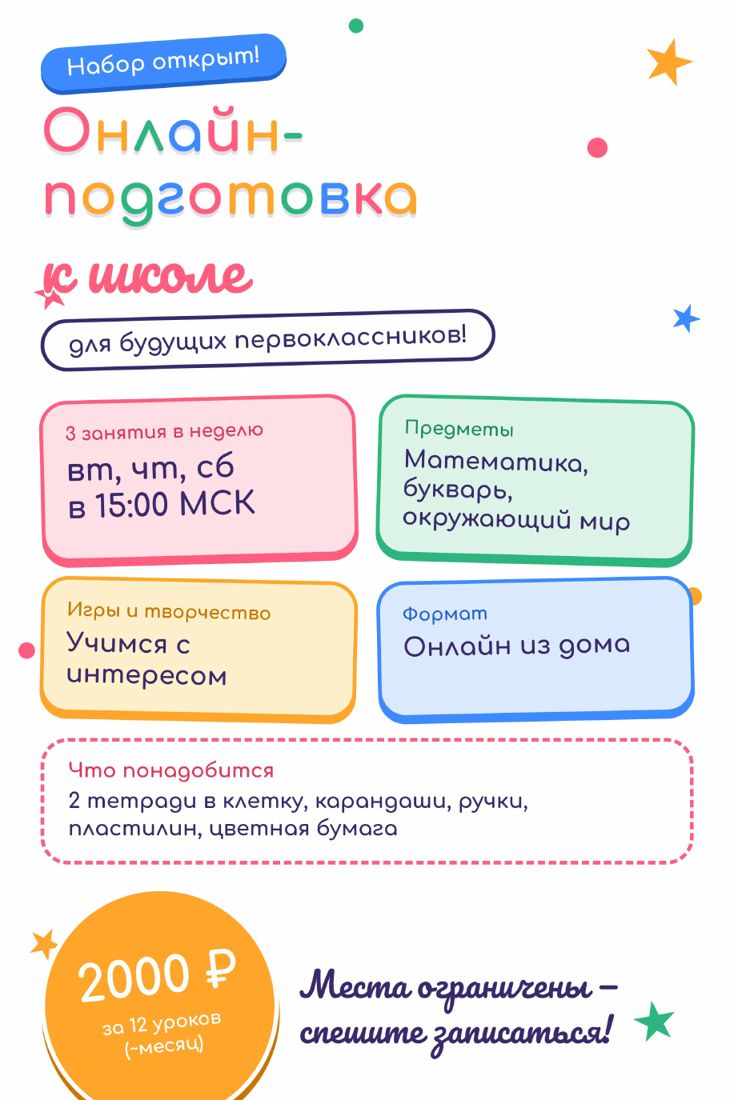 Набор открыт!
Онлайн-
подготовка
к школе
для будущих первоклассников!
3 занятия в неделю
вт, чт, сб
в 15:00 МСК
Предметы
Математика,
букварь,
окружающий мир
Игры и творчество
Учимся с
интересом
Формат
Онлайн из дома
Что понадобится
2 тетради в клетку, карандаши, ручки,
пластилин, цветная бумага
2000 ₽
за 12 уроков
(~месяц)
Места ограничены –
спешите записаться!